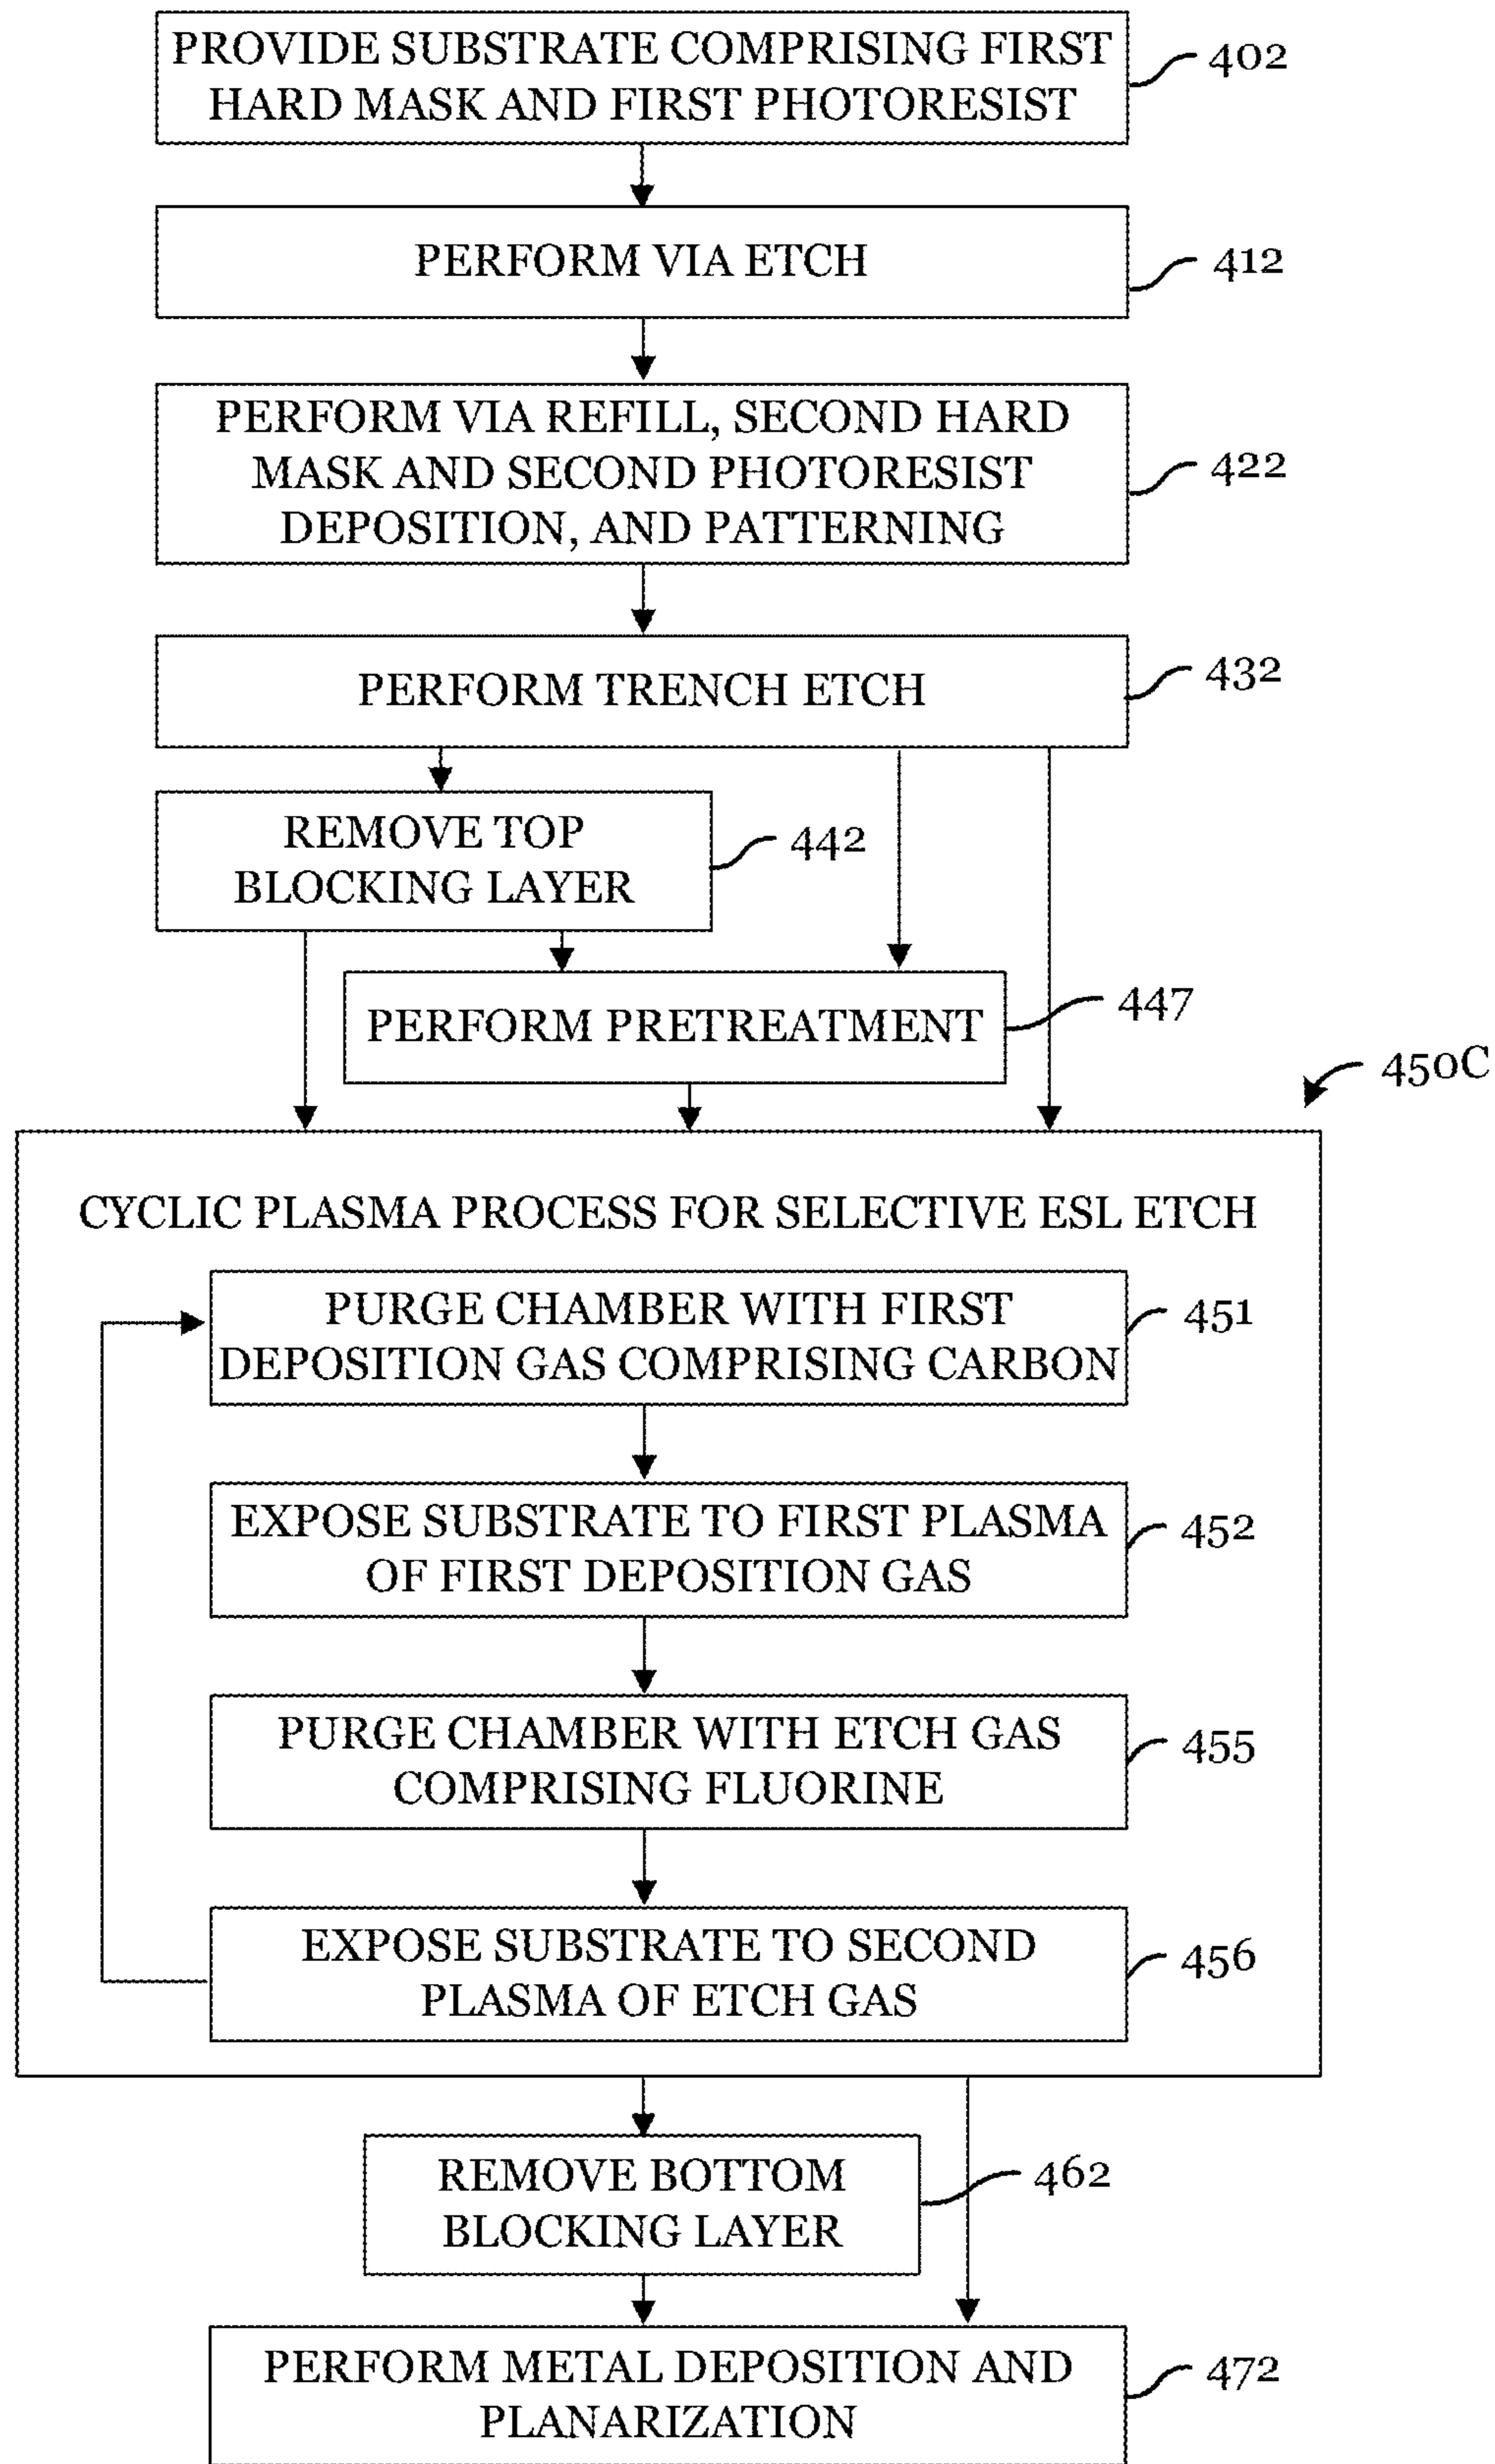 PROVIDE SUBSTRATE COMPRISING FIRST
HARD MASK AND FIRST PHOTORESIST
402
PERFORM VIA ETCH
412
PERFORM VIA REFILL, SECOND HARD
MASK AND SECOND PHOTORESIST
DEPOSITION, AND PATTERNING
422
PERFORM TRENCH ETCH
432
REMOVE TOP
BLOCKING LAYER
442
PERFORM PRETREATMENT
447
450C
CYCLIC PLASMA PROCESS FOR SELECTIVE ESL ETCH
PURGE CHAMBER WITH FIRST
DEPOSITION GAS COMPRISING CARBON
451
EXPOSE SUBSTRATE TO FIRST PLASMA
OF FIRST DEPOSITION GAS
452
PURGE CHAMBER WITH ETCH GAS
COMPRISING FLUORINE
455
EXPOSE SUBSTRATE TO SECOND
PLASMA OF ETCH GAS
456
REMOVE BOTTOM
BLOCKING LAYER
462
PERFORM METAL DEPOSITION AND
PLANARIZATION
472